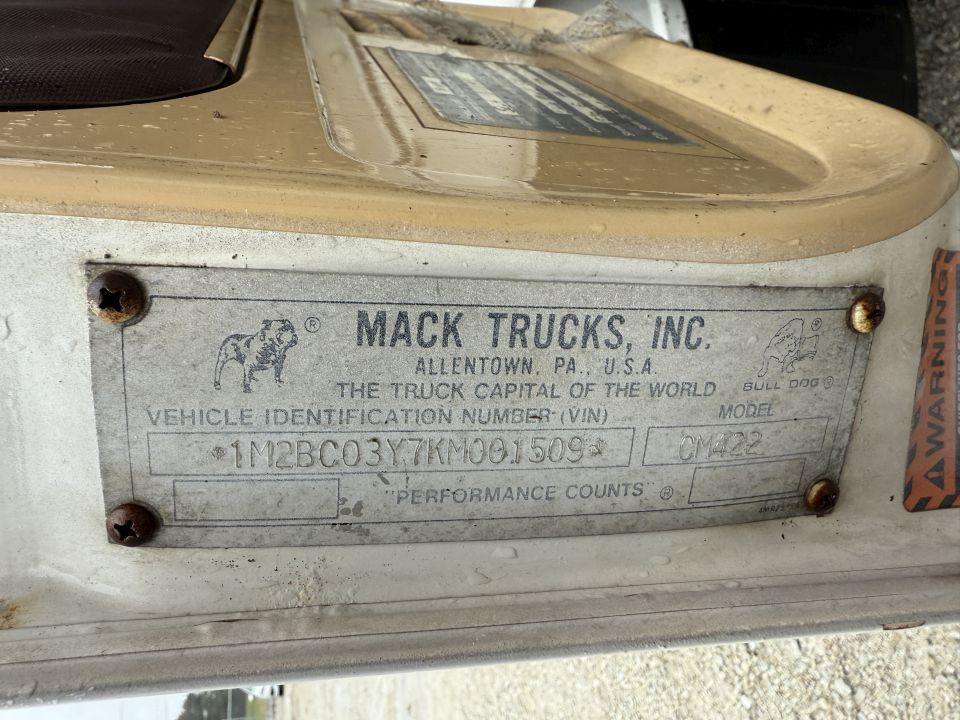 MACK TRUCKS, INC.
ALLENTOWN, PA., U.S.A.
THE TRUCK CAPITAL OF THE WORLD
BULL DOG ®
VEHICLE IDENTIFICATION NUMBER (VIN)
MODEL
*1M2BC03Y7KM001509*
CM422
PERFORMANCE COUNTS ®
WARNING